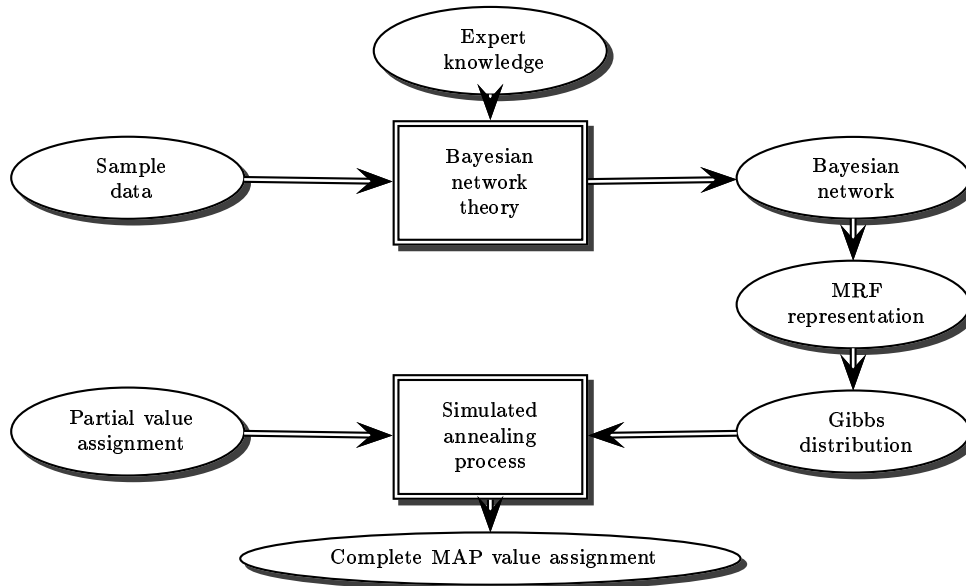 Expert
knowledge
Sample
data
Bayesian
network
theory
Bayesian
network
MRF
representation
Partial value
assignment
Simulated
annealing
process
Gibbs
distribution
Complete MAP value assignment